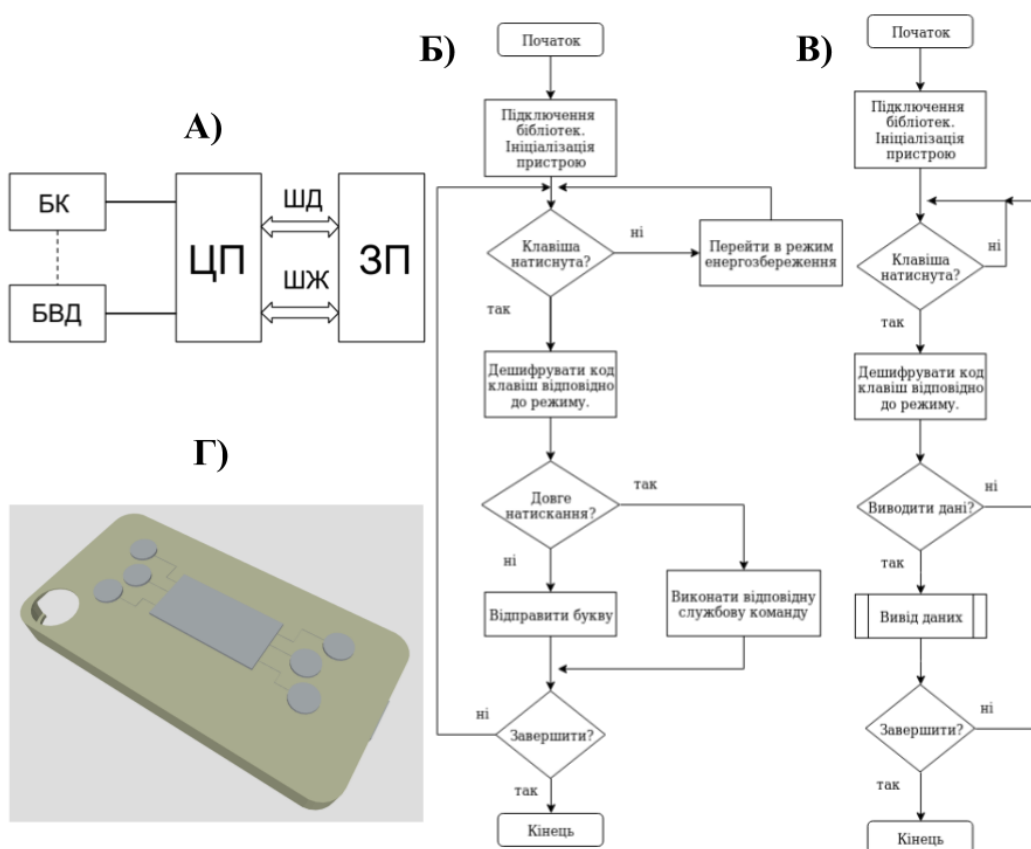 А)
БК
БВД
ЦП
ШД
ШЖ
ЗП
Б)
Початок
Підключення
бібліотек.
Ініціалізація
пристрою
Клавіша
натиснута?
ні
Перейти в режим
енергозбереження
так
Дешифрувати код
клавіш відповідно
до режиму.
Довге
натискання?
так
ні
Відправити букву
Виконати відповідну
службову команду
Завершити?
ні
так
Кінець
В)
Початок
Підключення
бібліотек.
Ініціалізація
пристрою
Клавіша
натиснута?
ні
так
Дешифрувати код
клавіш відповідно
до режиму.
Виводити дані?
ні
так
Вивід даних
Завершити?
ні
так
Кінець
Г)